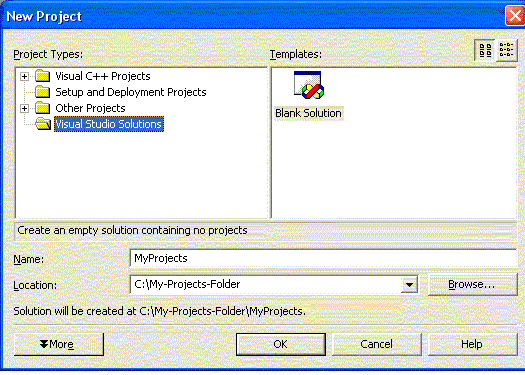 New Project
Project Types:
Templates:
Visual C++ Projects
Setup and Deployment Projects
Other Projects
Visual Studio Solutions
Blank Solution
Create an empty solution containing no projects
Name:
MyProjects
Location:
C:\My-Projects-Folder
Browse...
Solution will be created at C:\My-Projects-Folder\MyProjects.
More
OK
Cancel
Help